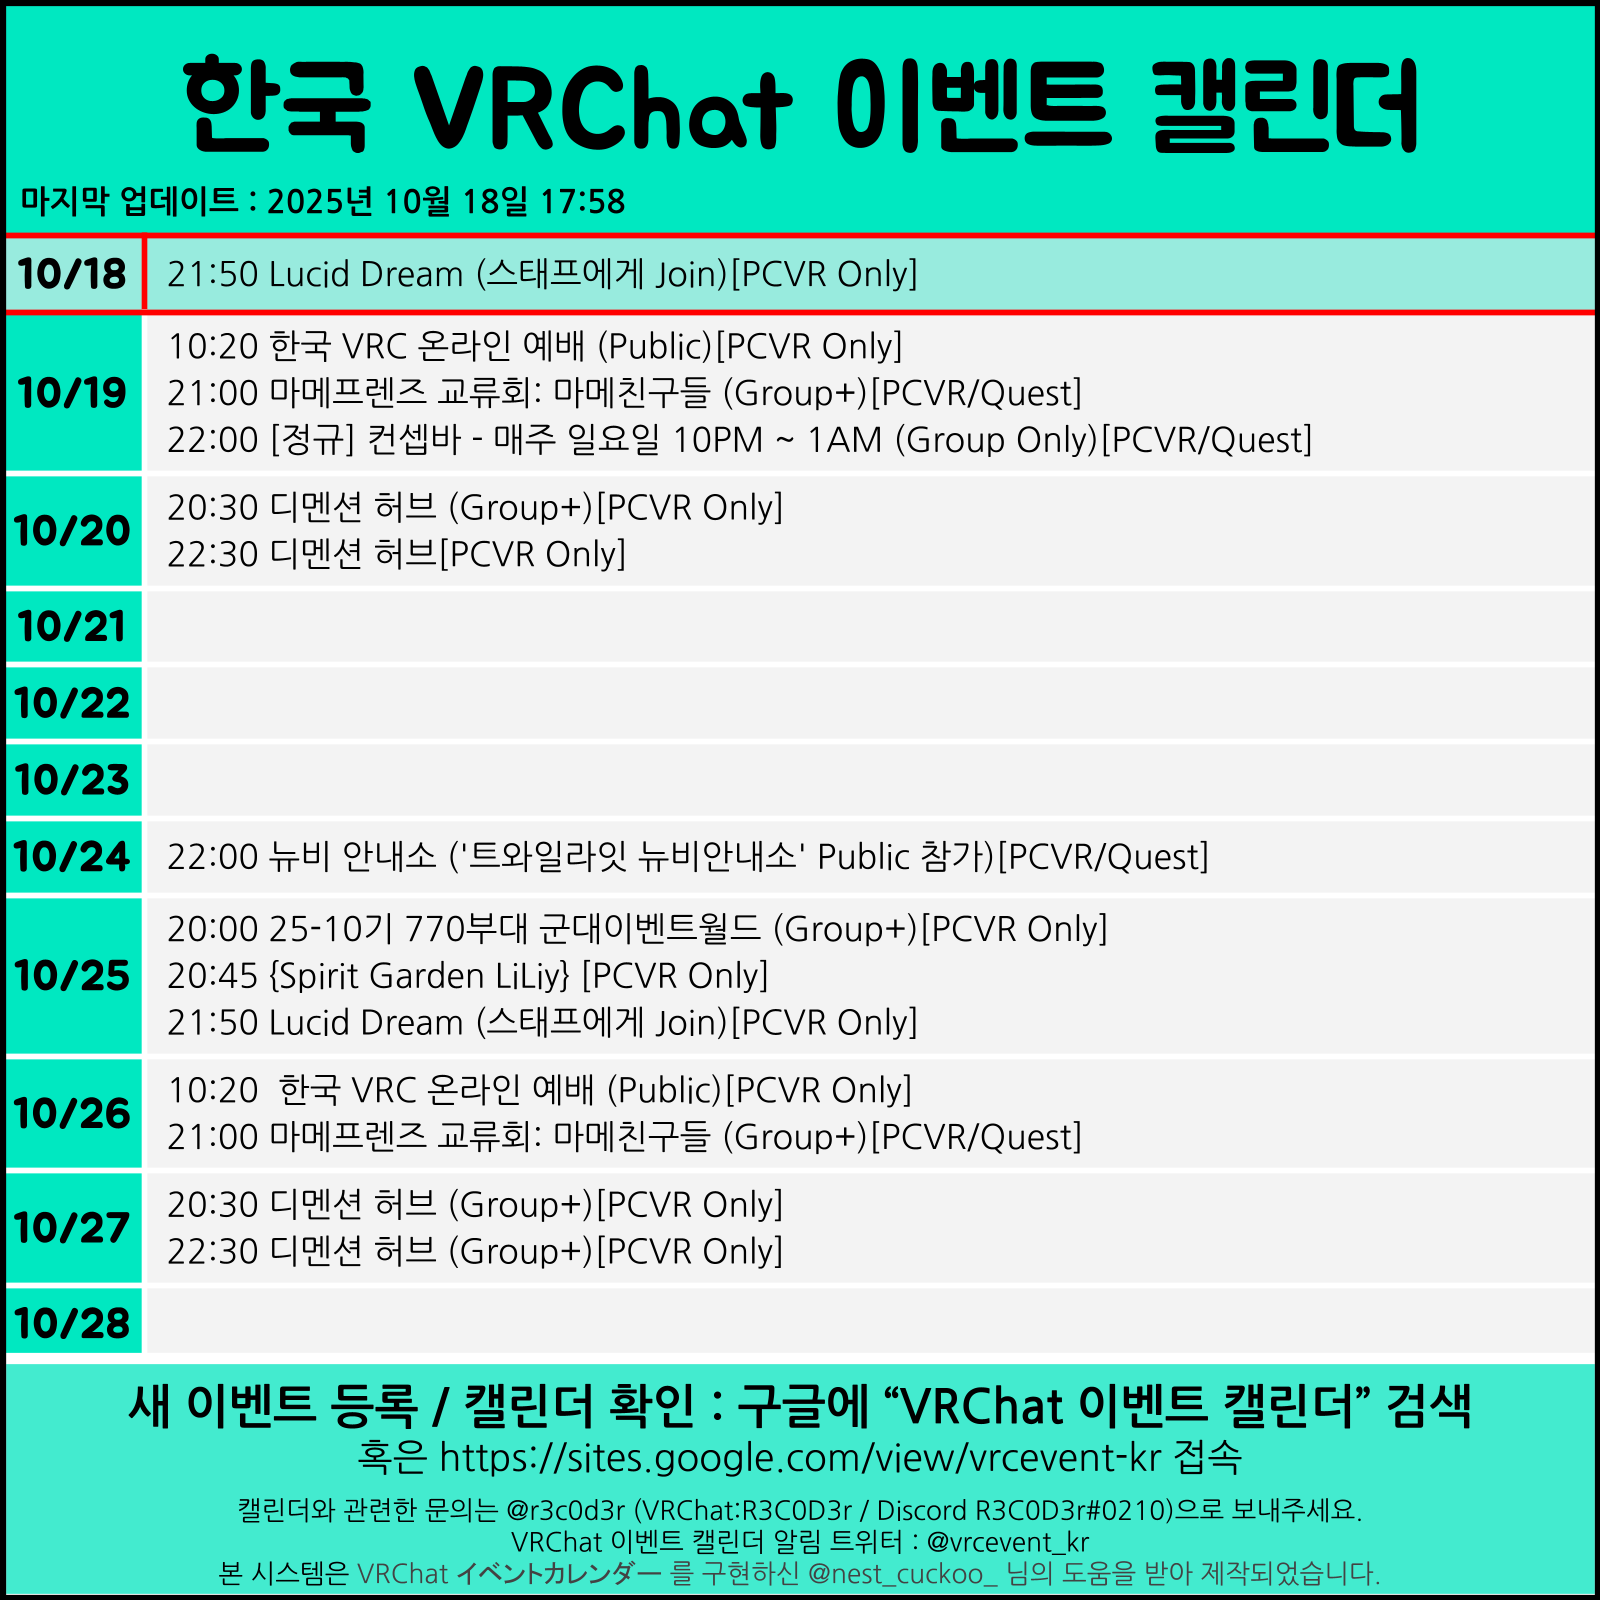 한국 VRChat 이벤트 캘린더
마지막 업데이트 : 2025년 10월 18일 17:58
10/18
21:50 Lucid Dream (스태프에게 Join)[PCVR Only]
10/19
10:20 한국 VRC 온라인 예배 (Public)[PCVR Only]
21:00 마메프렌즈 교류회: 마메친구들 (Group+)[PCVR/Quest]
22:00 [정규] 컨셉바 - 매주 일요일 10PM ~ 1AM (Group Only)[PCVR/Quest]
10/20
20:30 디멘션 허브 (Group+)[PCVR Only]
22:30 디멘션 허브[PCVR Only]
10/21
10/22
10/23
10/24
22:00 뉴비 안내소 ('트와일라잇 뉴비안내소' Public 참가)[PCVR/Quest]
10/25
20:00 25-10기 770부대 군대이벤트월드 (Group+)[PCVR Only]
20:45 {Spirit Garden LiLiy} [PCVR Only]
21:50 Lucid Dream (스태프에게 Join)[PCVR Only]
10/26
10:20 한국 VRC 온라인 예배 (Public)[PCVR Only]
21:00 마메프렌즈 교류회: 마메친구들 (Group+)[PCVR/Quest]
10/27
20:30 디멘션 허브 (Group+)[PCVR Only]
22:30 디멘션 허브 (Group+)[PCVR Only]
10/28
새 이벤트 등록 / 캘린더 확인 : 구글에 “VRChat 이벤트 캘린더” 검색
혹은 https://sites.google.com/view/vrcevent-kr 접속
캘린더와 관련한 문의는 @r3c0d3r (VRChat:R3C0D3r / Discord R3C0D3r#0210)으로 보내주세요.
VRChat 이벤트 캘린더 알림 트위터 : @vrcevent_kr
본 시스템은 VRChat イベントカレンダー 를 구현하신 @nest_cuckoo_ 님의 도움을 받아 제작되었습니다.